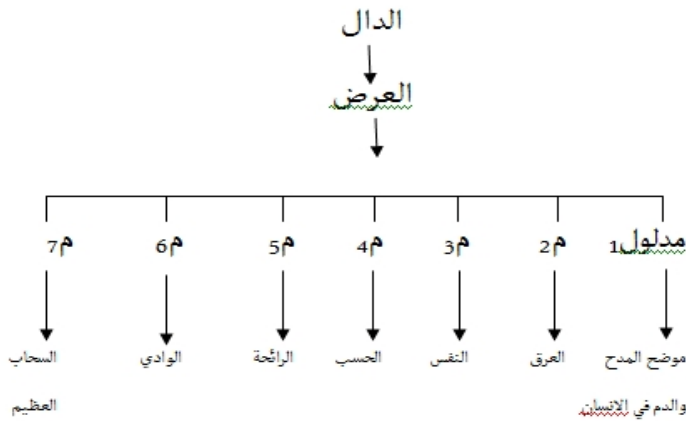 الدال
العرض
مدلول1 م2 م3 م4 م5 م6 م7
موضح المدح العرق النفس الحسب الرائحة الوادي السحاب
والدم في الانسان العظيم